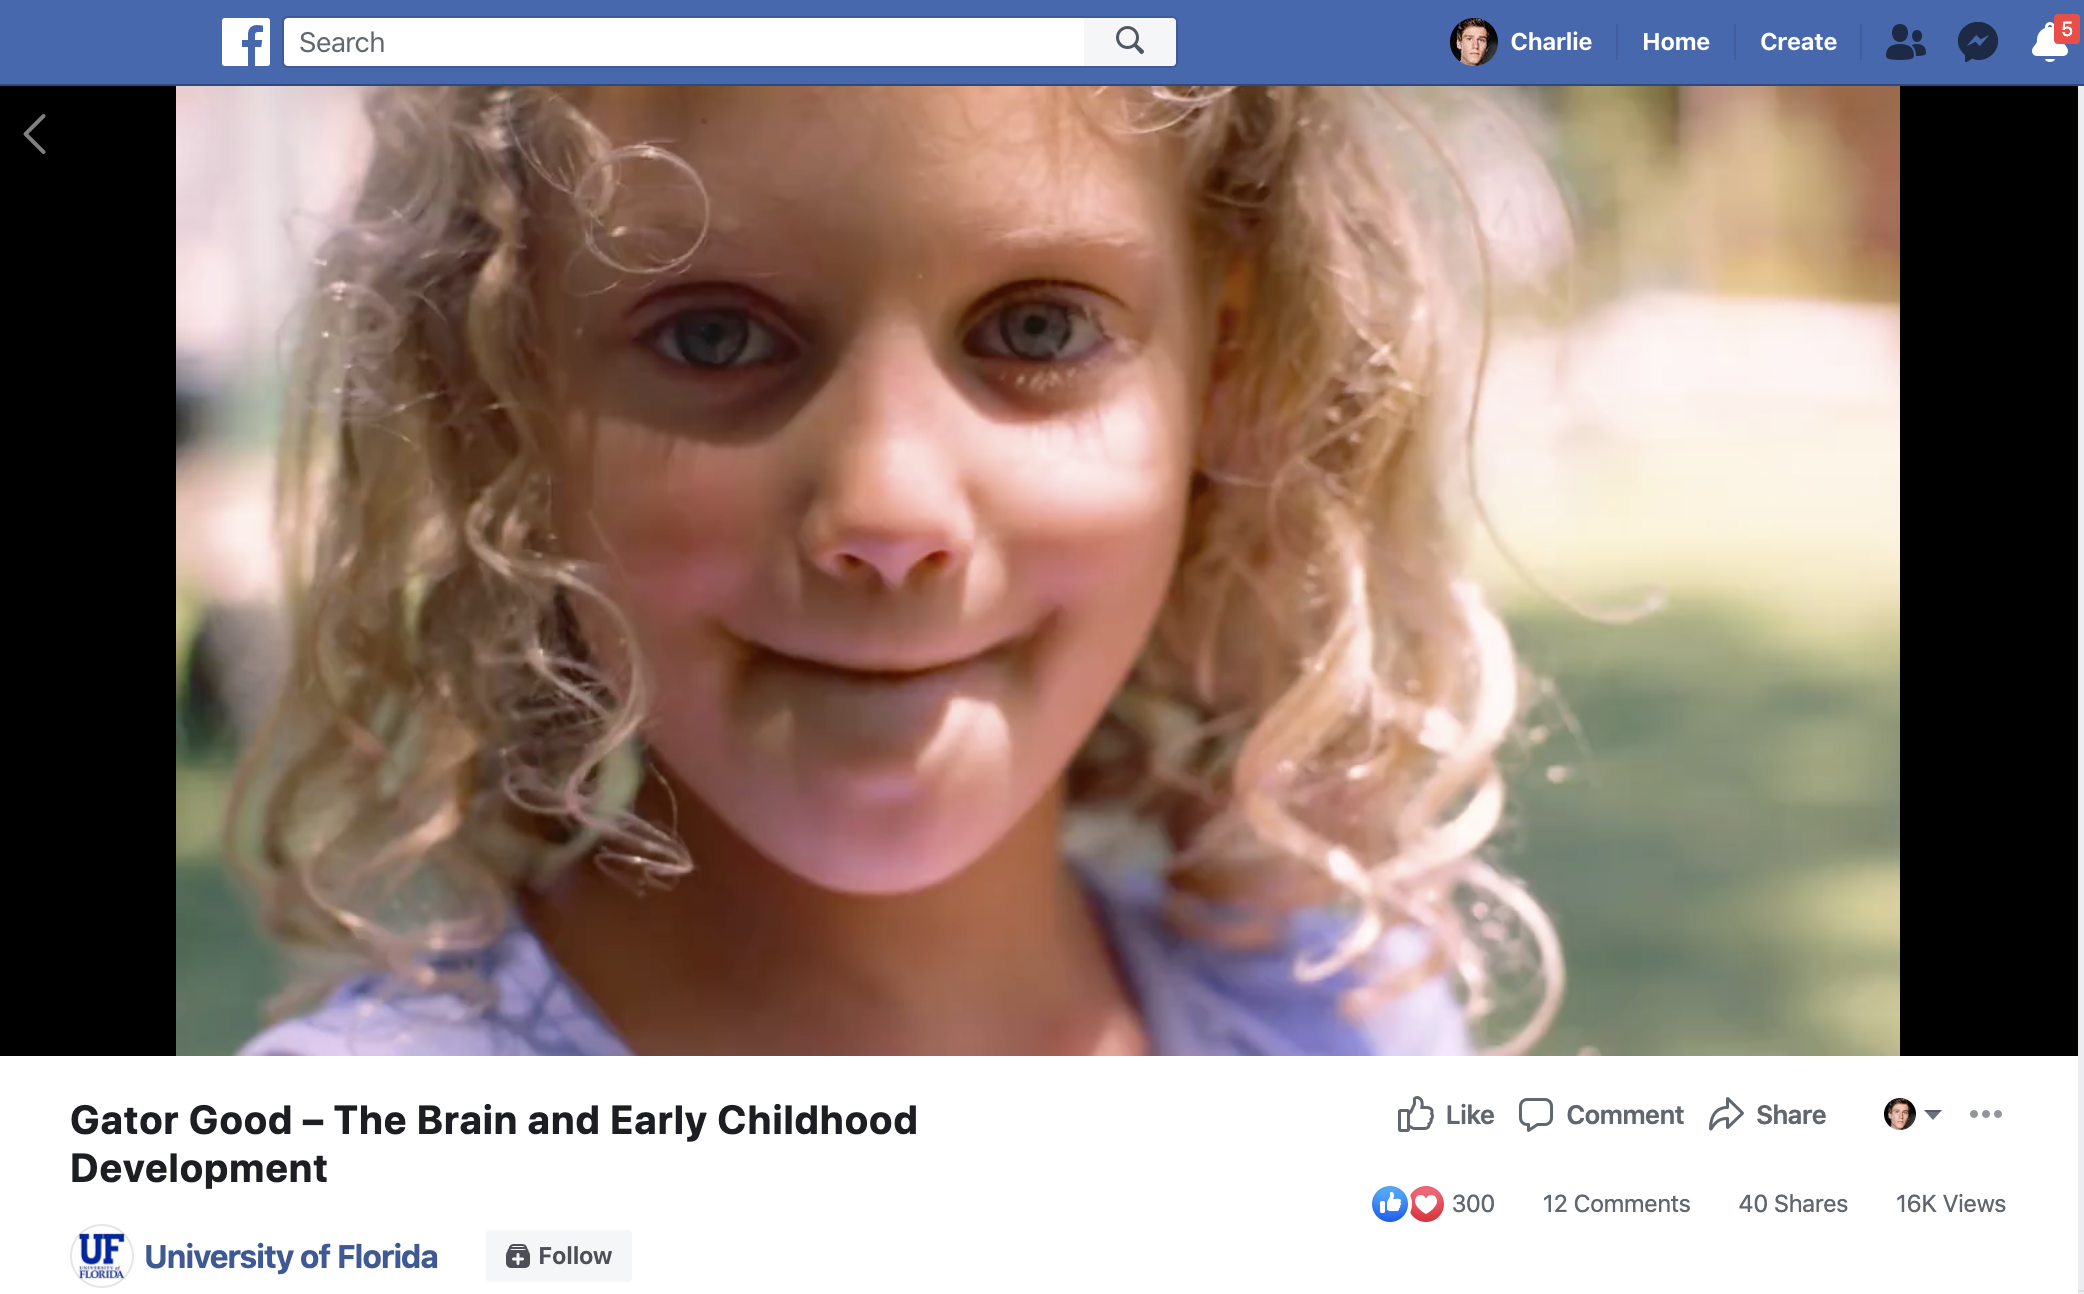 Search
Charlie
Home
Create
5
Gator Good – The Brain and Early Childhood
Development
Like
Comment
Share
300
12 Comments
40 Shares
16K Views
UF
UNIVERSITY of
FLORIDA
University of Florida
Follow